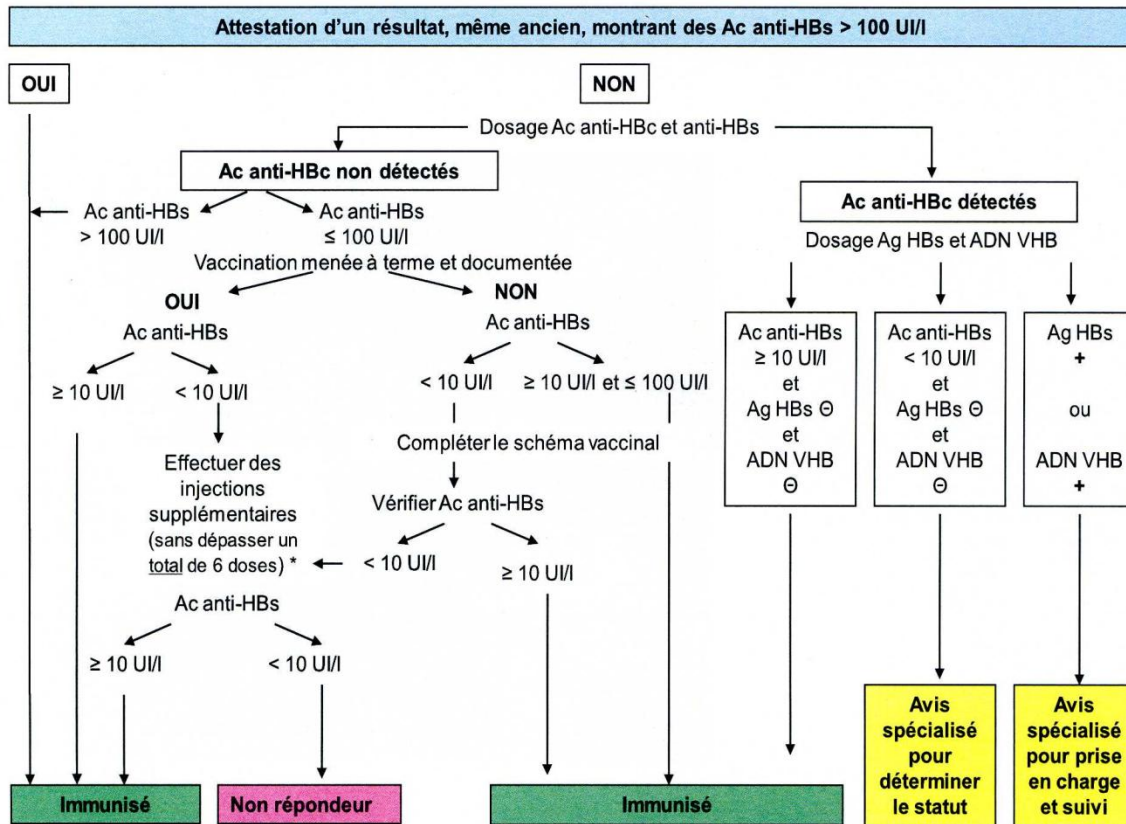 Attestation d'un résultat, même ancien, montrant des Ac anti-HBs > 100 UI/l
OUI
NON
Dosage Ac anti-HBc et anti-HBs
Ac anti-HBc non détectés
Ac anti-HBs
> 100 UI/l
Ac anti-HBs
≤ 100 UI/l
Vaccination menée à terme et documentée
OUI
Ac anti-HBs
≥ 10 UI/l
< 10 UI/l
Effectuer des
injections
supplémentaires
(sans dépasser un
total de 6 doses) *
Ac anti-HBs
≥ 10 UI/l
< 10 UI/l
NON
Ac anti-HBs
< 10 UI/l
≥ 10 UI/l et ≤ 100 UI/l
Compléter le schéma vaccinal
Vérifier Ac anti-HBs
< 10 UI/l
≥ 10 UI/l
Ac anti-HBc détectés
Dosage Ag HBs et ADN VHB
Ac anti-HBs
≥ 10 UI/l
et
Ag HBs Θ
et
ADN VHB
Θ
Ac anti-HBs
< 10 UI/l
et
Ag HBs Θ
et
ADN VHB
Θ
Ag HBs
+
ou
ADN VHB
+
Immunisé
Non répondeur
Immunisé
Avis
spécialisé
pour
déterminer
le statut
Avis
spécialisé
pour prise
en charge
et suivi